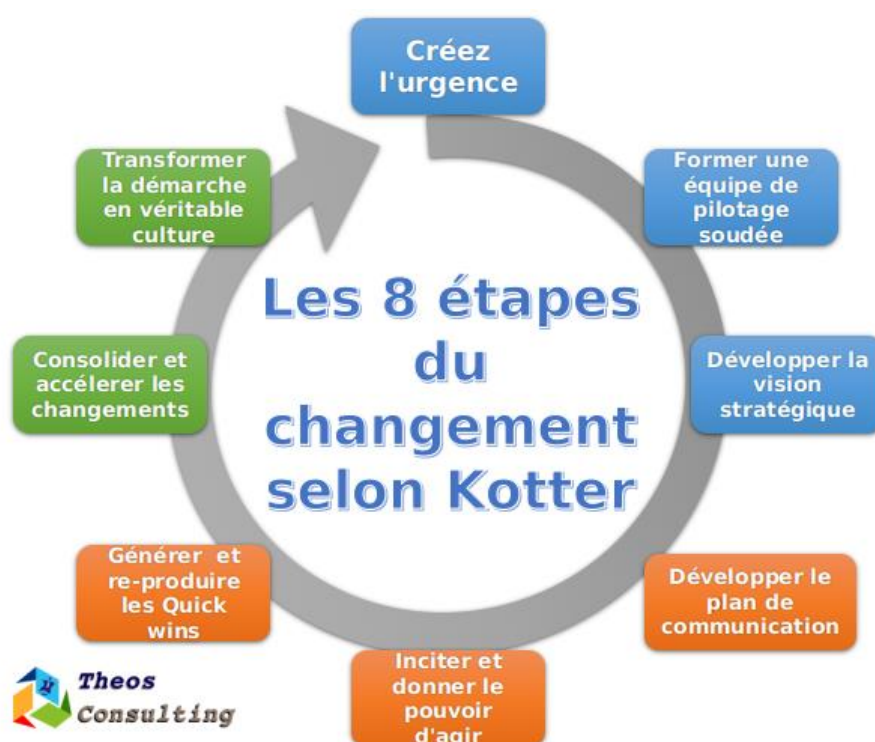 Créez
l'urgence
Former une
équipe de
pilotage
soudée
Développer la
vision
stratégique
Développer le
plan de
communication
Inciter et
donner le
pouvoir
d'agir
Générer et
re-produire
les Quick
wins
Consolider et
accélerer les
changements
Transformer
la démarche
en véritable
culture
Les 8 étapes
du
changement
selon Kotter
Theos
Consulting